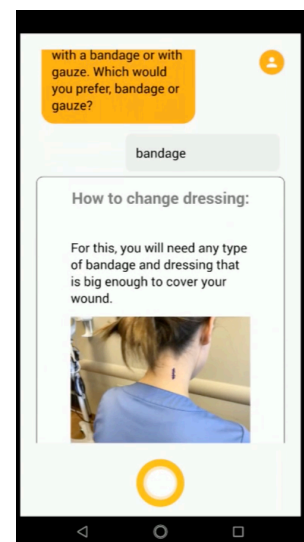 with a bandage or with
gauze. Which would
you prefer, bandage or
gauze?
bandage
How to change dressing:
For this, you will need any type
of bandage and dressing that
is big enough to cover your
wound.